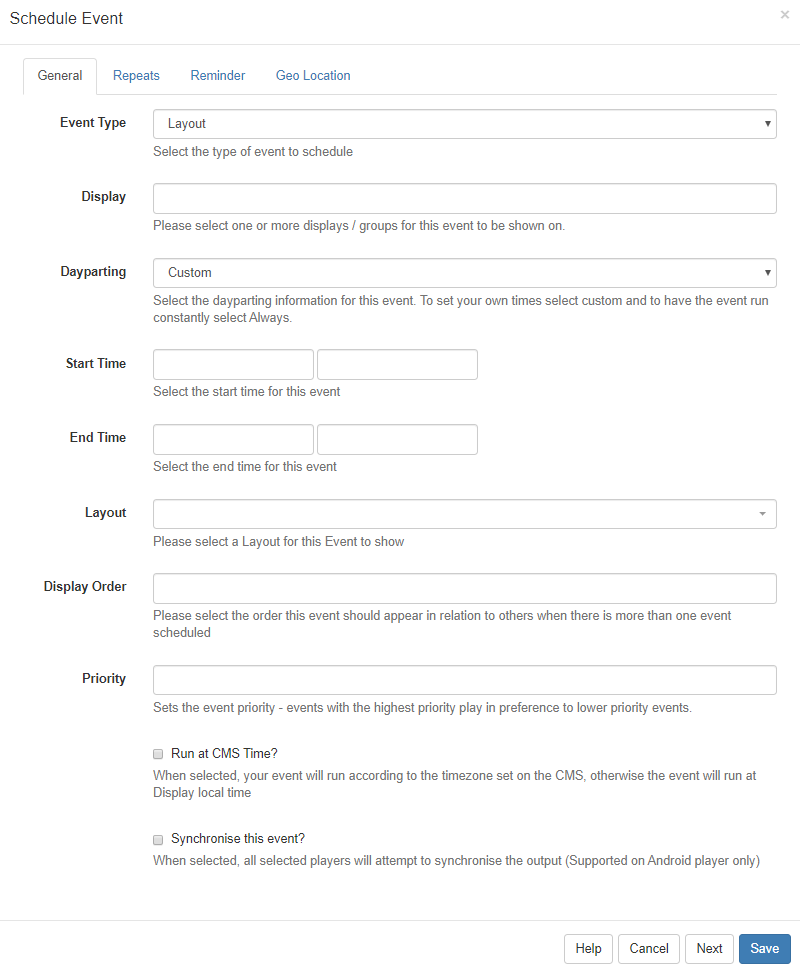 Schedule Event
×
General Repeats Reminder Geo Location
Event Type
Layout
Select the type of event to schedule
Display
Please select one or more displays / groups for this event to be shown on.
Dayparting
Custom
Select the dayparting information for this event. To set your own times select custom and to have the event run
constantly select Always.
Start Time
Select the start time for this event
End Time
Select the end time for this event
Layout
Please select a Layout for this Event to show
Display Order
Please select the order this event should appear in relation to others when there is more than one event
scheduled
Priority
Sets the event priority - events with the highest priority play in preference to lower priority events.
Run at CMS Time?
When selected, your event will run according to the timezone set on the CMS, otherwise the event will run at
Display local time
Synchronise this event?
When selected, all selected players will attempt to synchronise the output (Supported on Android player only)
Help Cancel Next Save